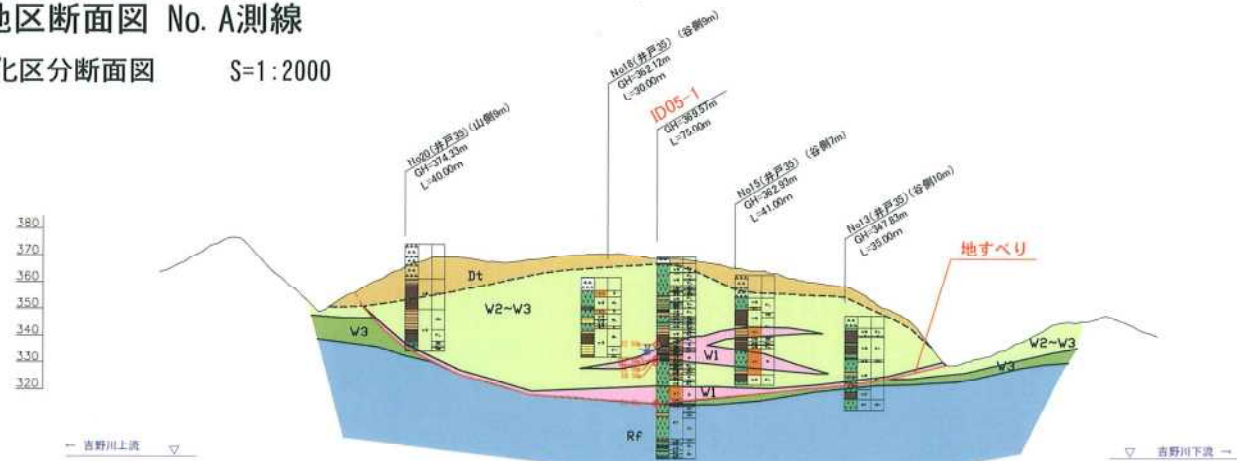 地区断面図 No. A測線
化区分断面図 S=1:2000
No18(井戸35) (谷側9m)
GH=362.12m
L=30.00m
ID05-1
GH=369.57m
L=75.00m
No20(井戸35)(山側9m)
GH=374.33m
L=40.00m
No15(井戸35) (谷側7m)
GH=362.93m
L=41.00m
No13(井戸35)(谷側10m)
GH=347.83m
L=35.00m
地すべり
380
370
360
350
340
330
320
Dt
W2~W3
W3
W1
W1
W2~W3
W3
Rf
← 吉野川上流 ▽
▽ 吉野川下流 →